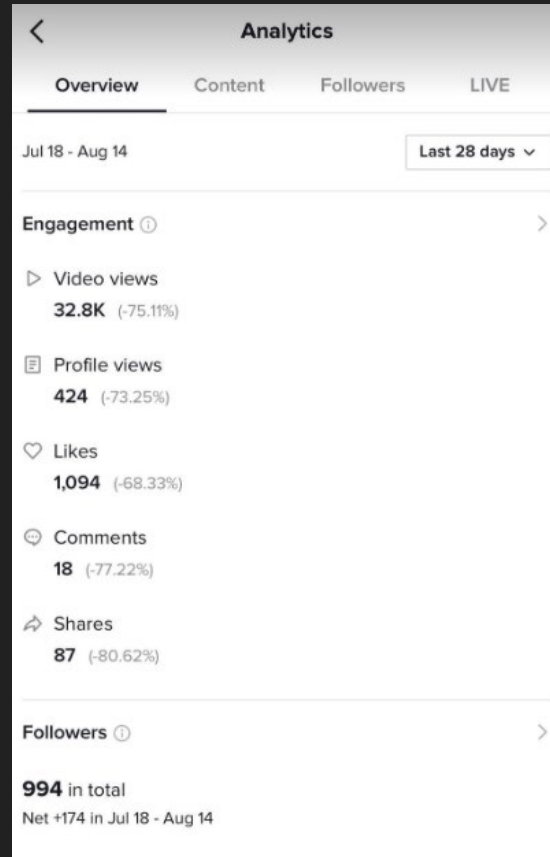 Analytics
Overview Content Followers LIVE
Jul 18 - Aug 14 Last 28 days
Engagement
Video views
32.8K (-75.11%)
Profile views
424 (-73.25%)
Likes
1,094 (-68.33%)
Comments
18 (-77.22%)
Shares
87 (-80.62%)
Followers
994 in total
Net +174 in Jul 18 - Aug 14